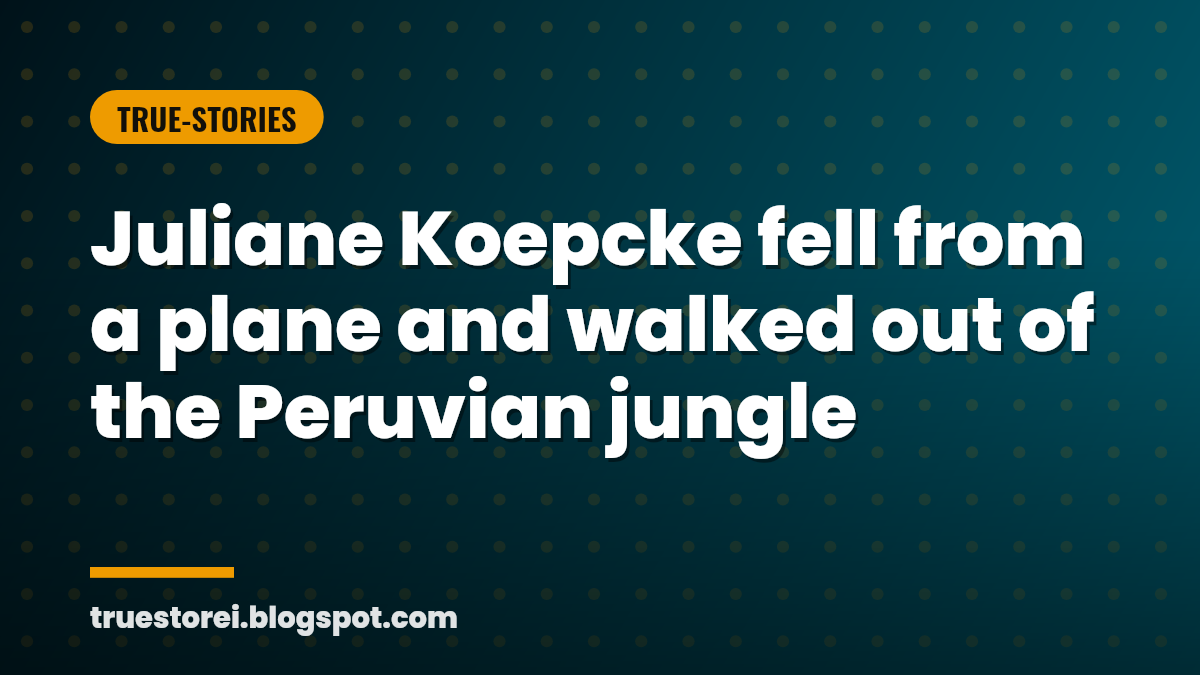 TRUE-STORIES
Juliane Koepcke fell from
a plane and walked out of
the Peruvian jungle
truestorei.blogspot.com